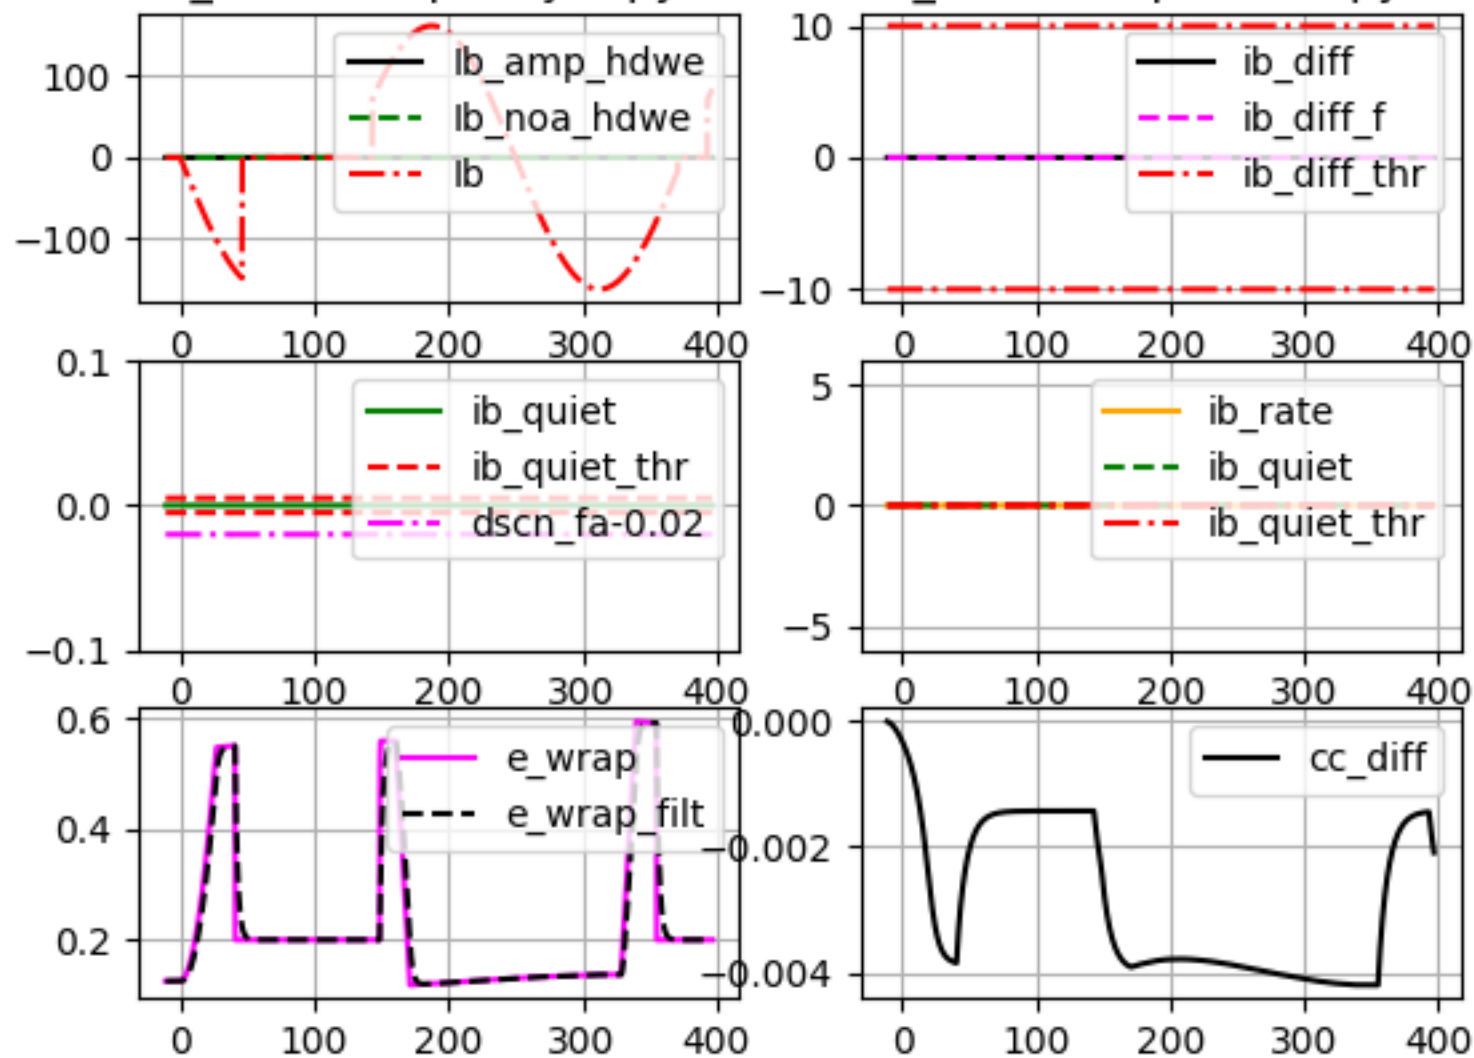 100
0
−100
0 100 200 300 400
Ib_amp_hdwe
Ib_noa_hdwe
Ib
10
0
−10
0 100 200 300 400
ib_diff
ib_diff_f
ib_diff_thr
0.1
0.0
−0.1
0 100 200 300 400
ib_quiet
ib_quiet_thr
dscn_fa-0.02
5
0
−5
0 100 200 300 400
ib_rate
ib_quiet
ib_quiet_thr
0.6
0.4
0.2
0 100 200 300 400
e_wrap
e_wrap_filt
0.000
−0.002
−0.004
0 100 200 300 400
cc_diff